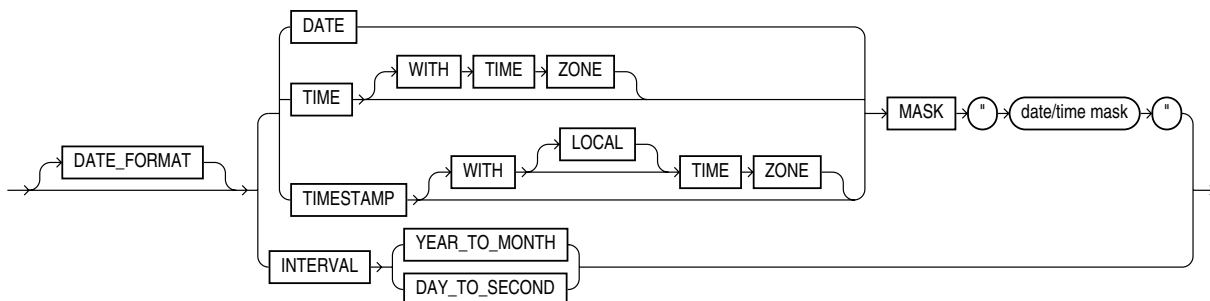 DATE
WITH TIME ZONE
TIME
MASK " date/time mask "
LOCAL
DATE_FORMAT
WITH TIME ZONE
TIMESTAMP
YEAR_TO_MONTH
INTERVAL
DAY_TO_SECOND